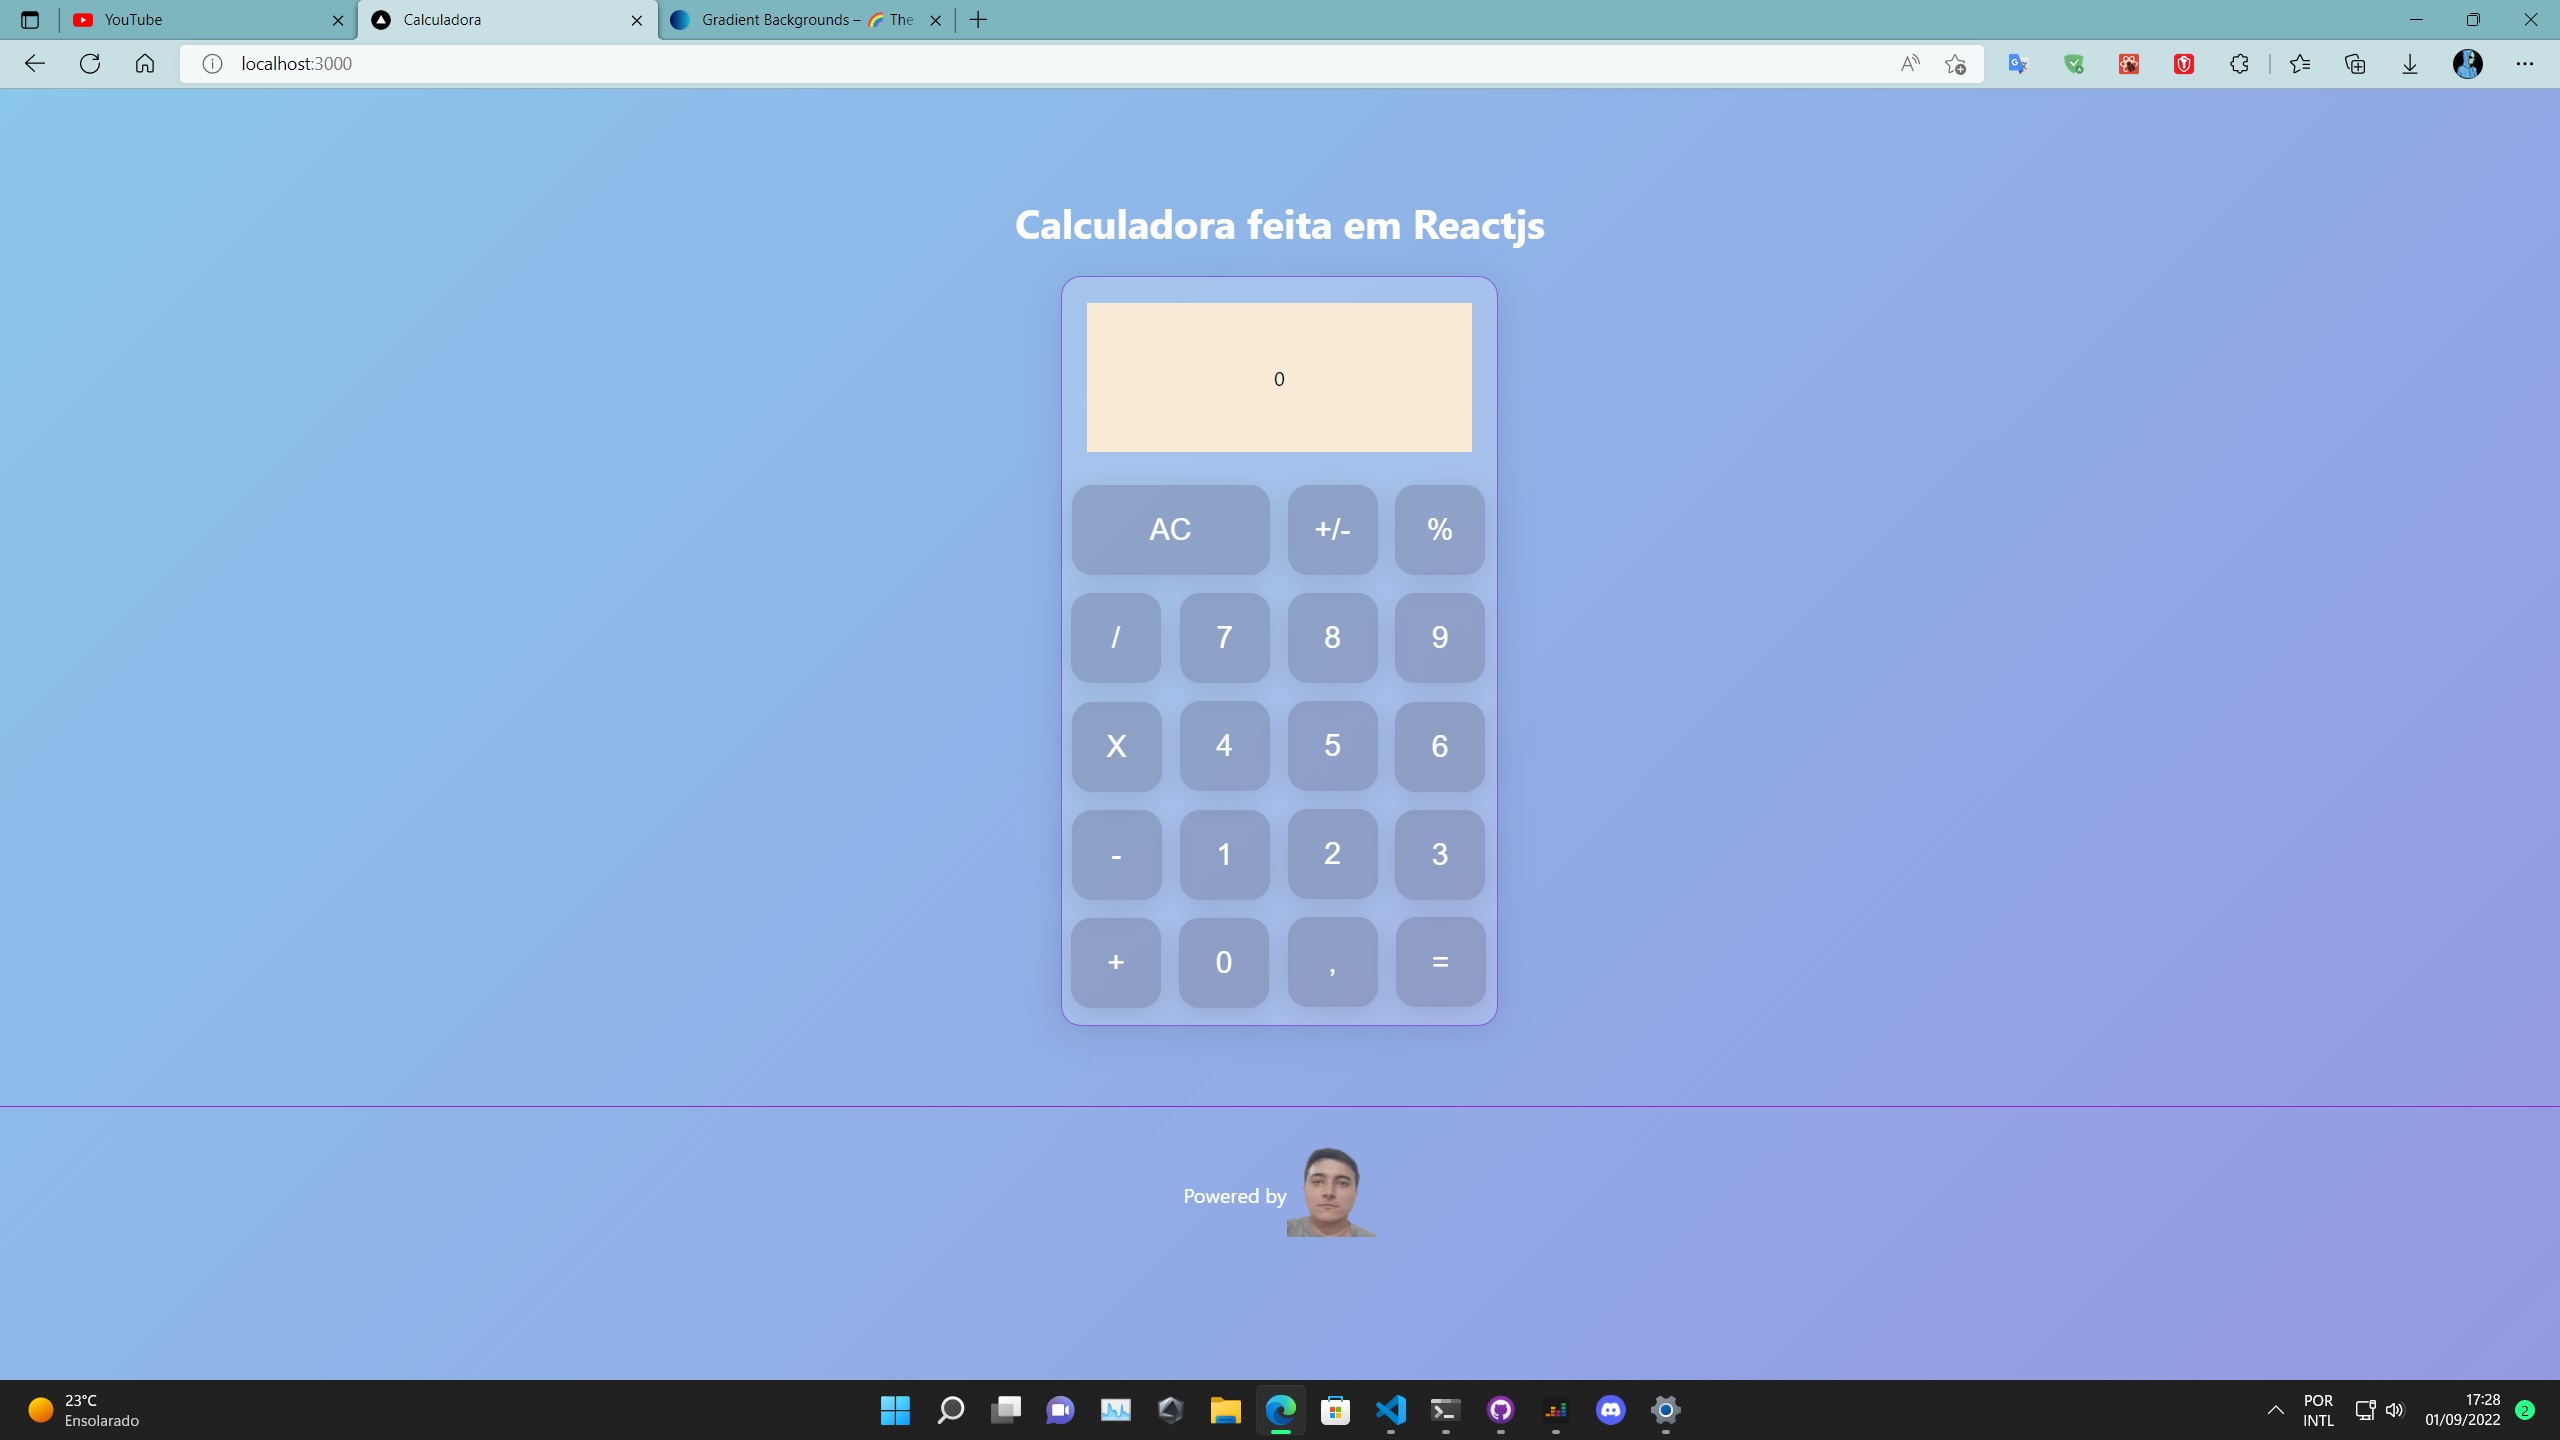 YouTube
Calculadora
Gradient Backgrounds – 🌈 The
localhost:3000
Calculadora feita em Reactjs
0
AC +/- %
/ 7 8 9
X 4 5 6
- 1 2 3
+ 0 , =
Powered by
23°C
Ensolarado
POR
INTL
17:28
01/09/2022
2